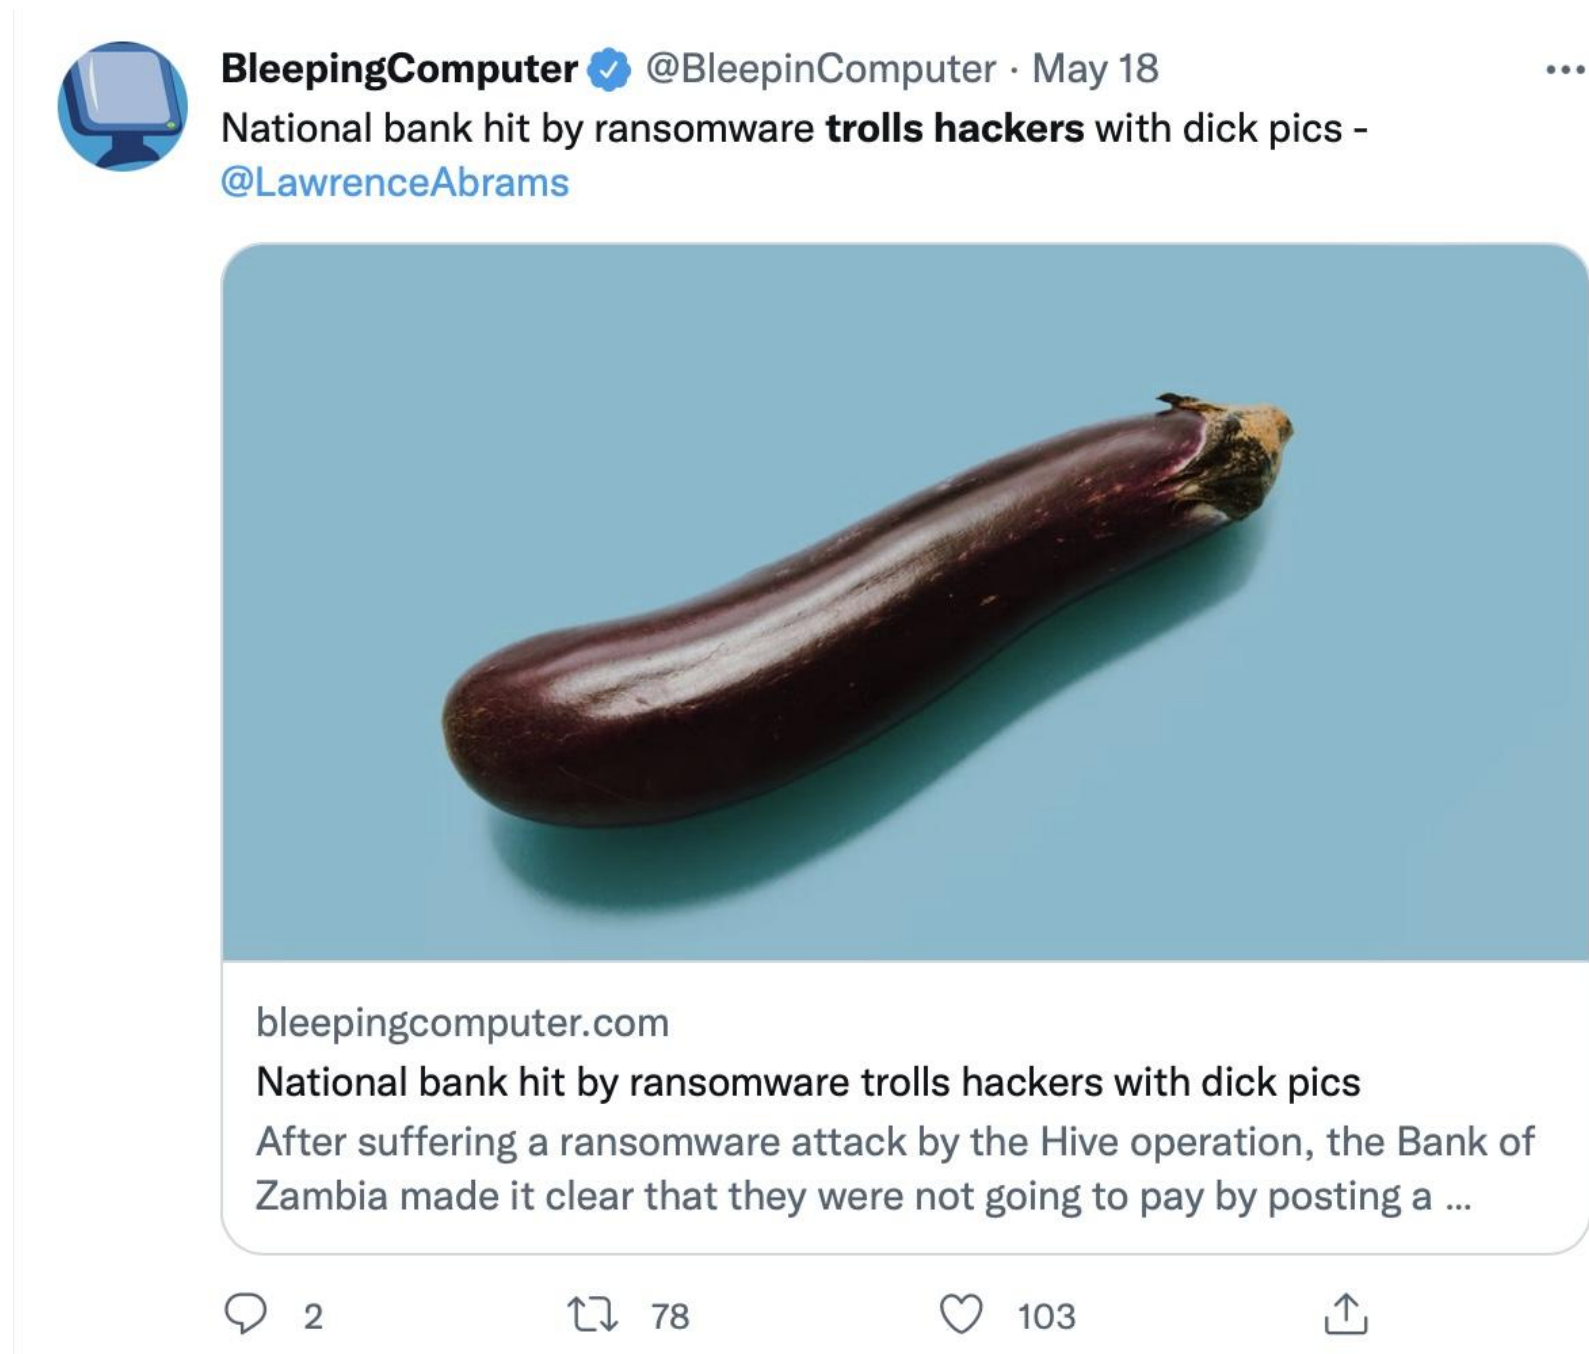 BleepingComputer @BleepinComputer · May 18
National bank hit by ransomware trolls hackers with dick pics -
@LawrenceAbrams
bleepingcomputer.com
National bank hit by ransomware trolls hackers with dick pics
After suffering a ransomware attack by the Hive operation, the Bank of
Zambia made it clear that they were not going to pay by posting a ...
2 78 103